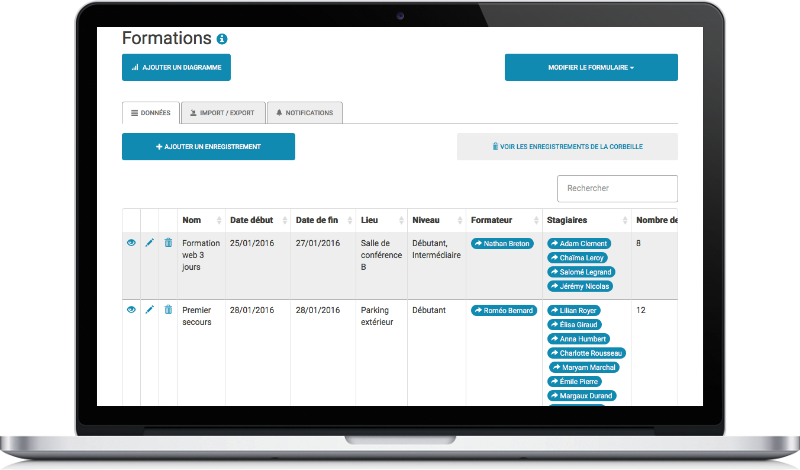 Formations
AJOUTER UN DIAGRAMME
MODIFIER LE FORMULAIRE
DONNÉES
IMPORT / EXPORT
NOTIFICATIONS
AJOUTER UN ENREGISTREMENT
VOIR LES ENREGISTREMENTS DE LA CORBEILLE
Rechercher
Nom Date début Date de fin Lieu Niveau Formateur Stagiaires Nombre de
Formation 25/01/2016 27/01/2016 Salle de Débutant, Nathan Breton Adam Clement 8
web 3 conférence Intermédiaire Chaïma Leroy
jours B Salomé Legrand
Jérémy Nicolas
Premier 28/01/2016 28/01/2016 Parking Débutant Roméo Bernard Lilian Royer 12
secours extérieur Élisa Giraud
Anna Humbert
Charlotte Rousseau
Maryam Marchal
Émile Pierre
Margaux Durand